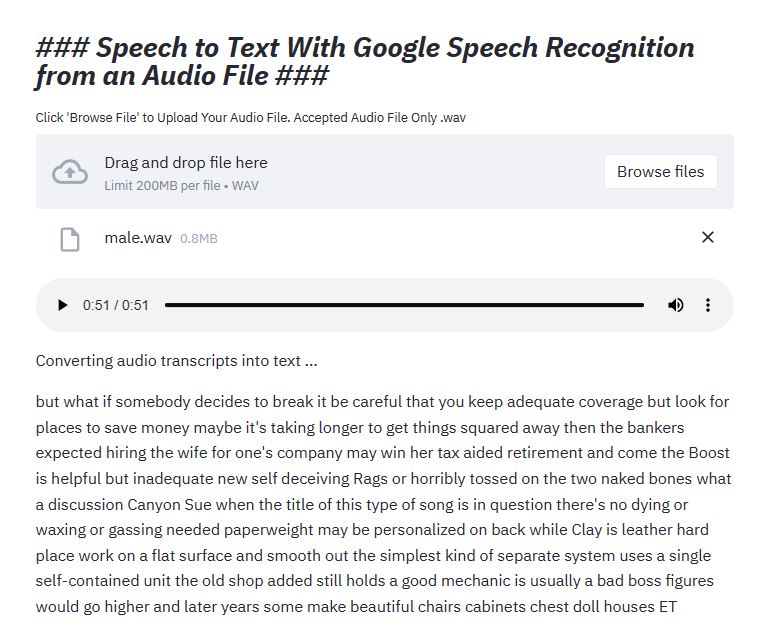 ### Speech to Text With Google Speech Recognition
from an Audio File ###
Click 'Browse File' to Upload Your Audio File. Accepted Audio File Only .wav
Drag and drop file here
Limit 200MB per file • WAV
Browse files
male.wav 0.8MB
0:51 / 0:51
Converting audio transcripts into text ...
but what if somebody decides to break it be careful that you keep adequate coverage but look for
places to save money maybe it's taking longer to get things squared away then the bankers
expected hiring the wife for one's company may win her tax aided retirement and come the Boost
is helpful but inadequate new self deceiving Rags or horribly tossed on the two naked bones what
a discussion Canyon Sue when the title of this type of song is in question there's no dying or
waxing or gassing needed paperweight may be personalized on back while Clay is leather hard
place work on a flat surface and smooth out the simplest kind of separate system uses a single
self-contained unit the old shop added still holds a good mechanic is usually a bad boss figures
would go higher and later years some make beautiful chairs cabinets chest doll houses ET